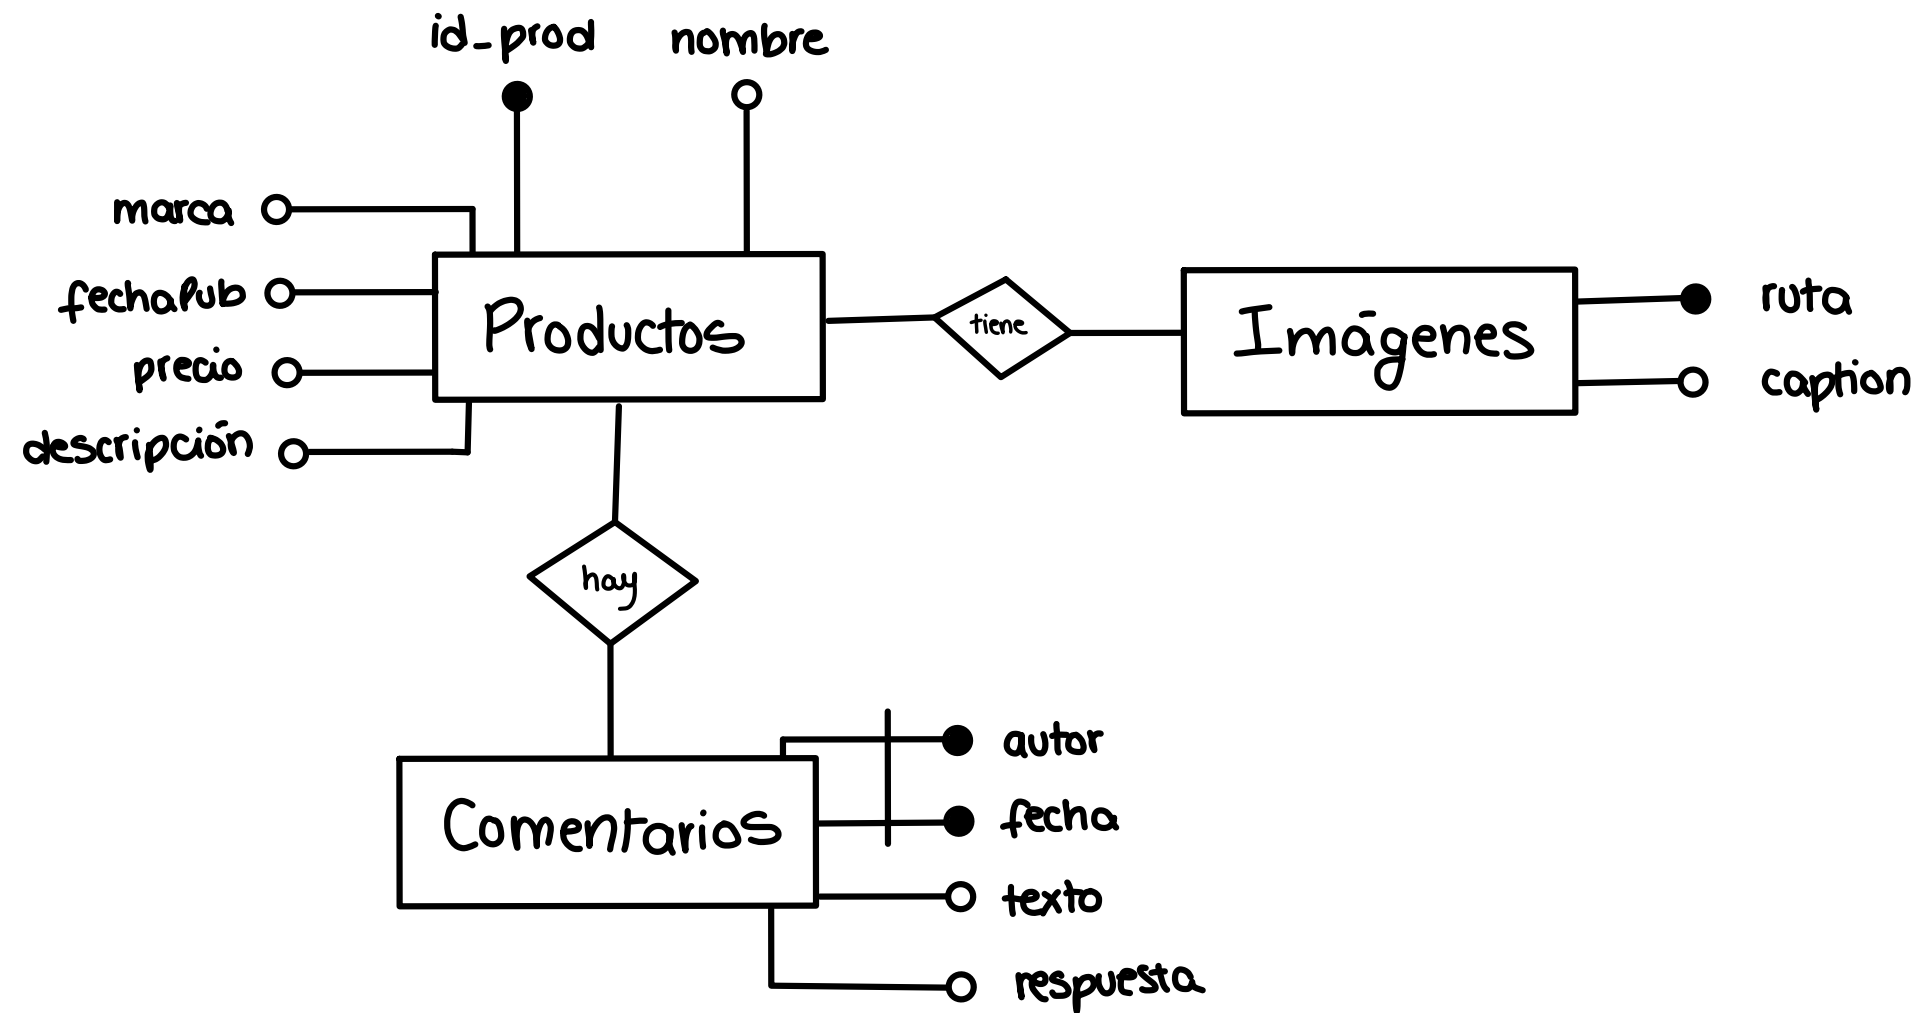 id_prod
nombre
marca
fechaPub
precio
descripción
Productos
tiene
Imágenes
ruta
caption
hay
Comentarios
autor
fecha
texto
respuesta